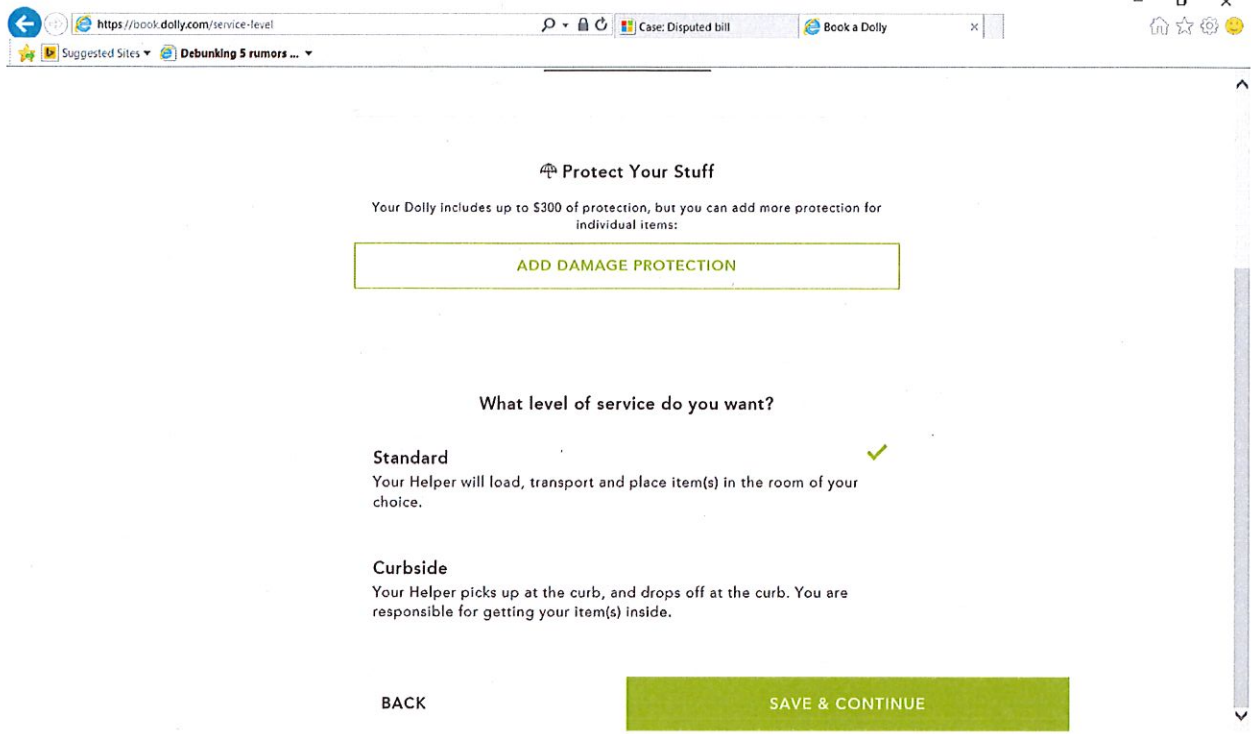 https://book.dolly.com/service-level
Case: Disputed bill
Book a Dolly
Suggested Sites
Debunking 5 rumors ...
Protect Your Stuff
Your Dolly includes up to $300 of protection, but you can add more protection for
individual items:
ADD DAMAGE PROTECTION
What level of service do you want?
Standard
Your Helper will load, transport and place item(s) in the room of your
choice.
Curbside
Your Helper picks up at the curb, and drops off at the curb. You are
responsible for getting your item(s) inside.
BACK
SAVE & CONTINUE